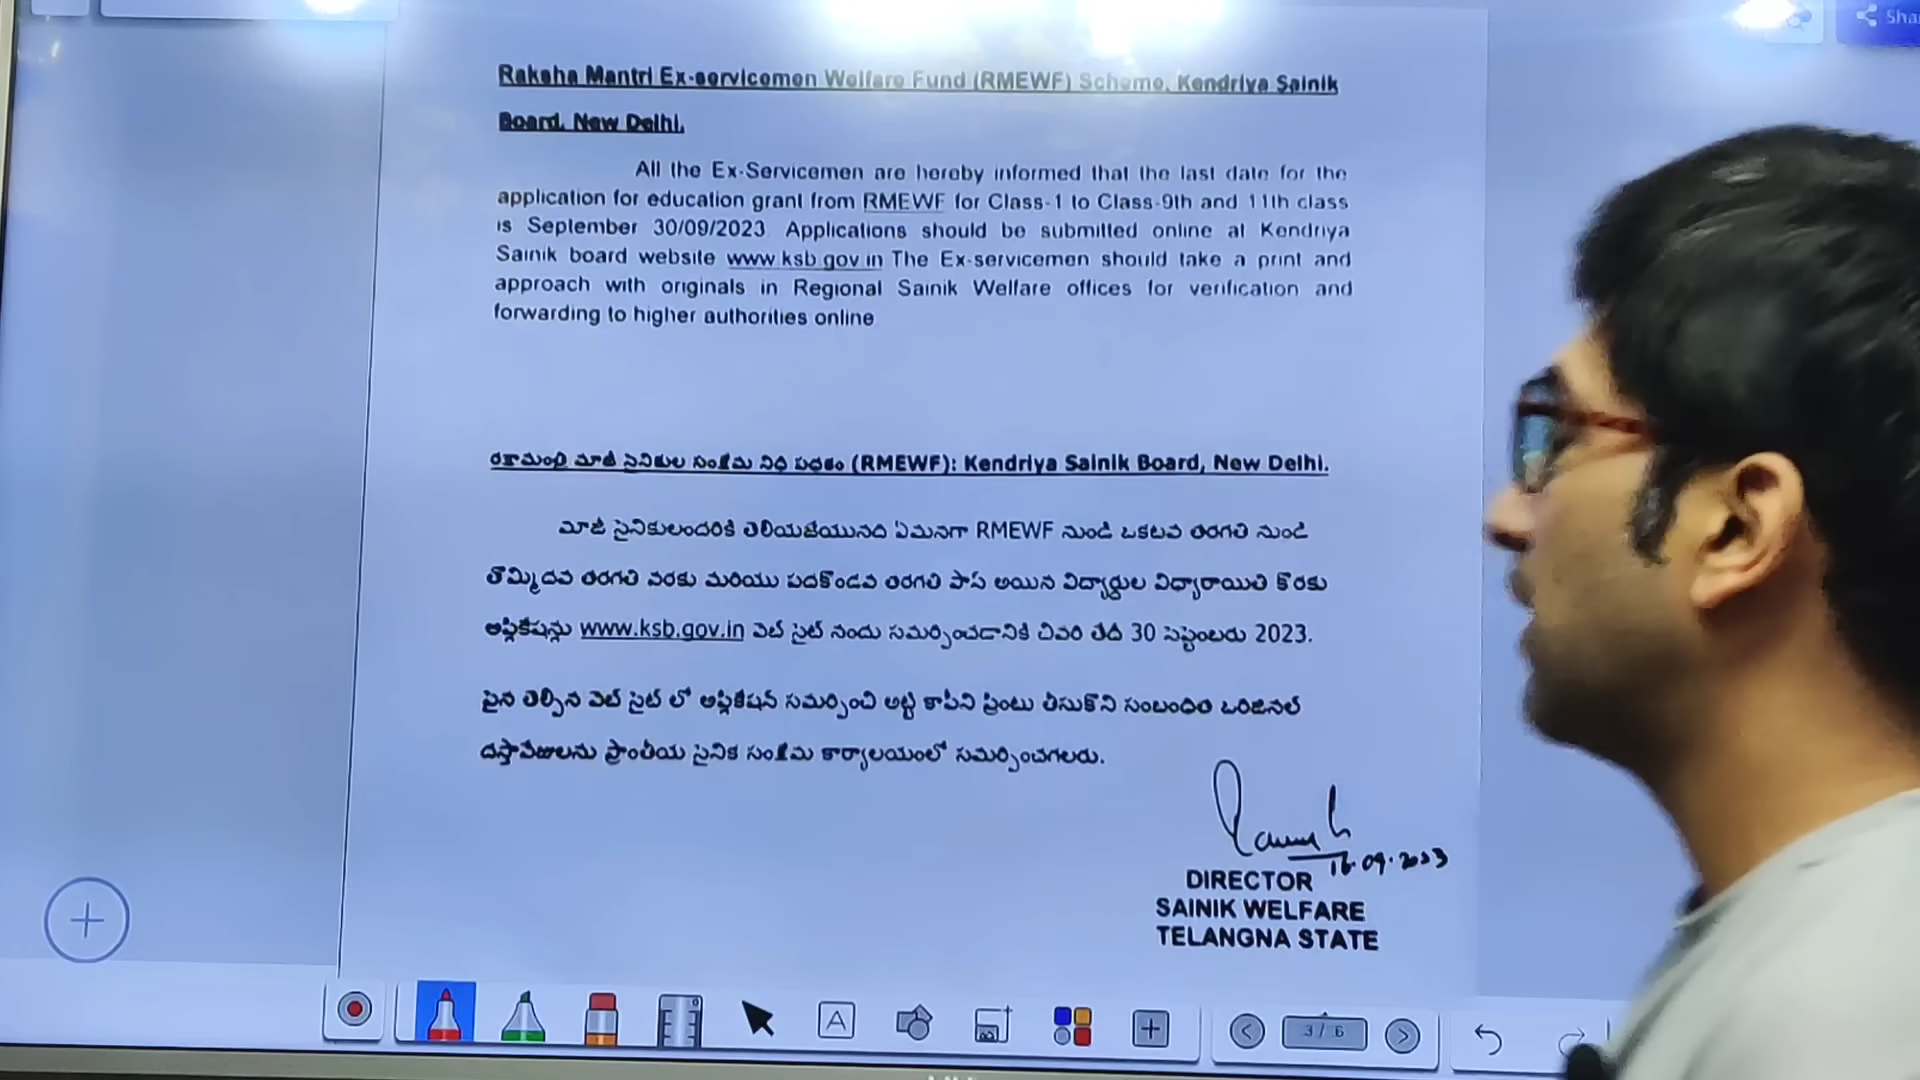 Raksha Mantri Ex-servicemen Welfare Fund (RMEWF) Scheme, Kendriya Sainik
Board, New Delhi.
All the Ex-Servicemen are hereby informed that the last date for the
application for education grant from RMEWF for Class-1 to Class-9th and 11th class
is September 30/09/2023 Applications should be submitted online at Kendriya
Sainik board website www.ksb.gov.in The Ex-servicemen should take a print and
approach with originals in Regional Sainik Welfare offices for verification and
forwarding to higher authorities online
రక్షామంత్రి మాజీ సైనికుల సంక్షేమ నిధి పథకం (RMEWF): Kendriya Sainik Board, New Delhi.
మాజీ సైనికులందరికి తెలియజేయునది ఏమనగా RMEWF నుండి ఒకటవ తరగతి నుండి
తొమ్మిదవ తరగతి వరకు మరియు పదకొండవ తరగతి పాస్ అయిన విద్యార్థుల విద్యారాయితి కొరకు
అప్లికేషన్లు www.ksb.gov.in వెబ్ సైట్ నందు సమర్పించడానికి చివరి తేది 30 సెప్టెంబరు 2023.
పైన తెల్పిన వెబ్ సైట్ లో అప్లికేషన్ సమర్పించి అట్టి కాపీని ప్రింటు తీసుకొని సంబంధిత ఒరిజినల్
దస్తావేజులను ప్రాంతీయ సైనిక సంక్షేమ కార్యాలయంలో సమర్పించగలరు.
16.09.2023
DIRECTOR
SAINIK WELFARE
TELANGNA STATE
A
3 / 6